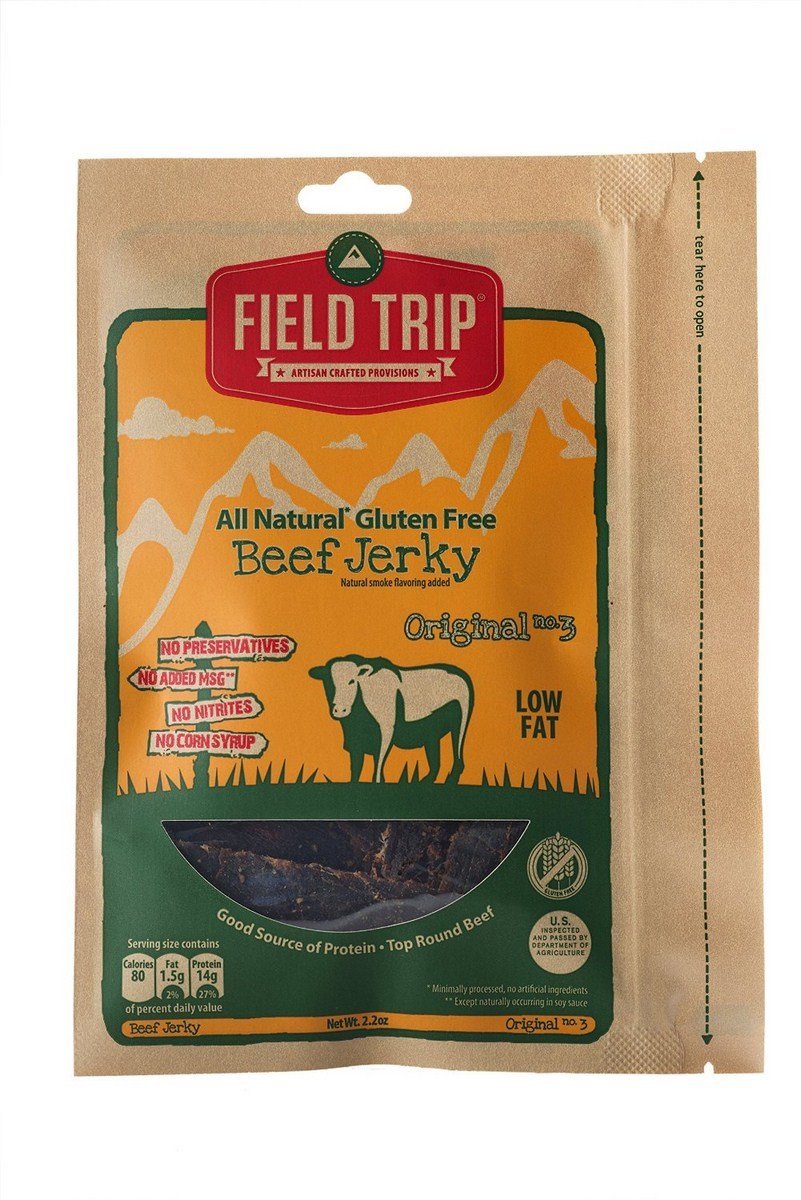 FIELD TRIP
★ ARTISAN CRAFTED PROVISIONS ★
tear here to open
All Natural* Gluten Free
Beef Jerky
Natural smoke flavoring added
Original no.3
NO PRESERVATIVES
NO ADDED MSG**
NO NITRITES
NO CORN SYRUP
LOW
FAT
GLUTEN FREE
Good Source of Protein • Top Round Beef
U.S.
INSPECTED
AND PASSED BY
DEPARTMENT OF
AGRICULTURE
Serving size contains
Calories Fat Protein
80 1.5g 14g
2% 27%
of percent daily value
* Minimally processed, no artificial ingredients
** Except naturally occurring in soy sauce
Beef Jerky Net Wt. 2.2oz Original no. 3